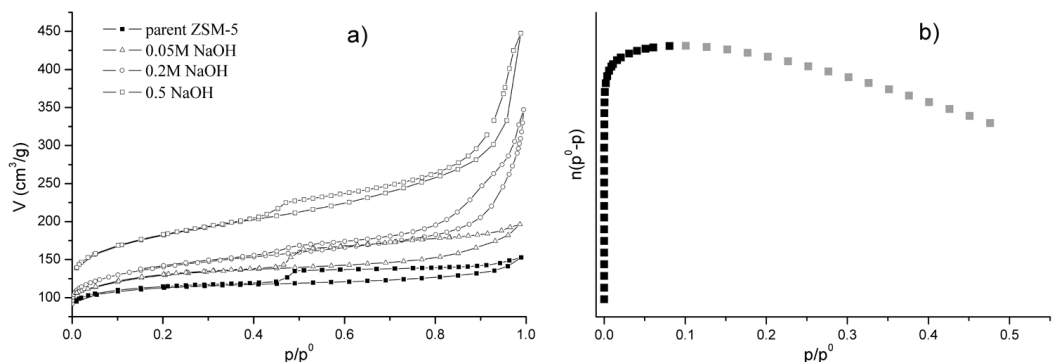 a)
parent ZSM-5
0.05M NaOH
0.2M NaOH
0.5 NaOH
V (cm³/g)
450
400
350
300
250
200
150
100
0.0 0.2 0.4 0.6 0.8 1.0
p/p⁰
b)
n(p⁰-p)
0.0 0.1 0.2 0.3 0.4 0.5
p/p⁰